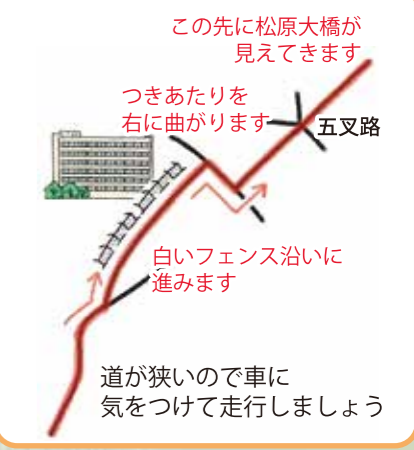 この先に松原大橋が
見えてきます
つきあたりを
右に曲がります
五叉路
白いフェンス沿いに
進みます
道が狭いので車に
気をつけて走行しましょう